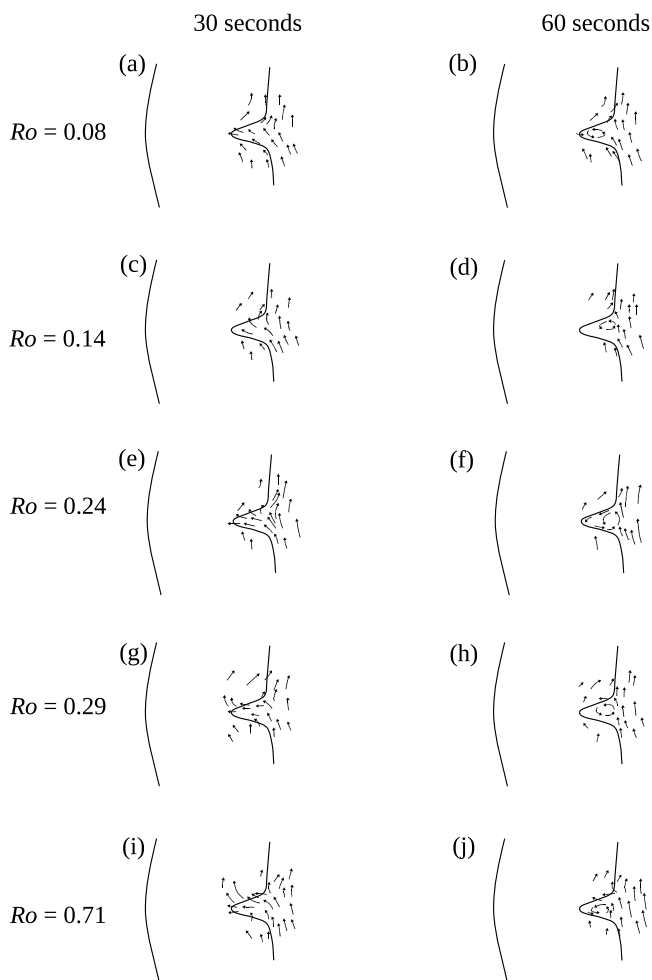 30 seconds 60 seconds
(a) (b)
Ro = 0.08
(c) (d)
Ro = 0.14
(e) (f)
Ro = 0.24
(g) (h)
Ro = 0.29
(i) (j)
Ro = 0.71